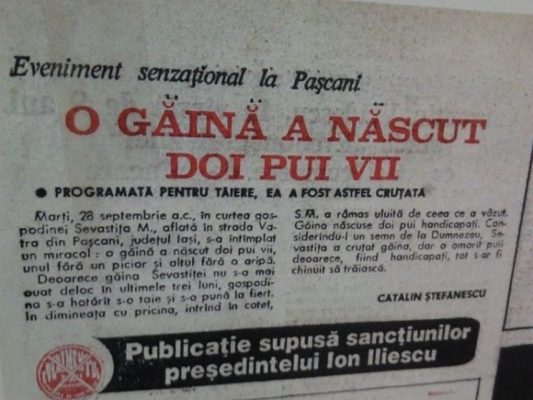 Eveniment senzațional la Pașcani
O GĂINĂ A NĂSCUT
DOI PUI VII
● PROGRAMATĂ PENTRU TĂIERE, EA A FOST ASTFEL CRUȚATĂ
Marți, 28 septembrie a.c., în curtea gos-
podinei Sevastița M., aflată în strada Va-
tra din Pașcani, județul Iași, s-a întîmplat
un miracol : o găină a născut doi pui vii,
unul fără un picior și altul fără o aripă.
Deoarece găina Sevastiței nu s-a mai
ouat deloc în ultimele trei luni, gospodi-
na s-a hotărît s-o taie și s-o pună la fiert.
În dimineața cu pricina, intrînd în coteț,
S.M. a rămas uluită de ceea ce a văzut.
Găina născuse doi pui handicapați. Con-
siderîndu-l un semn de la Dumnezeu, Se-
vastița a cruțat găina, dar a omorît puii
deoarece, fiind handicapați, tot s-ar fi
chinuit să trăiască.
CATALIN ȘTEFANESCU
Publicație supusă sancțiunilor
președintelui Ion Iliescu